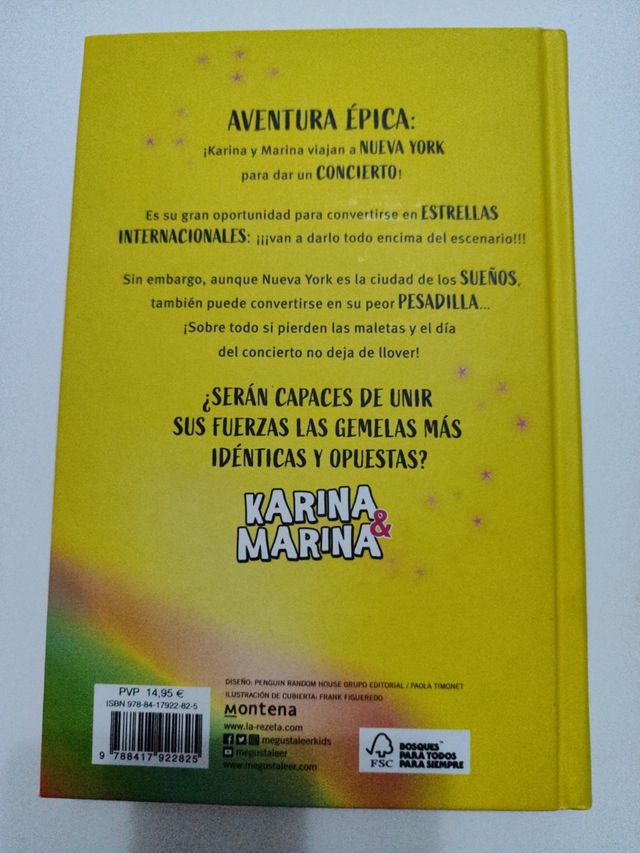 AVENTURA ÉPICA:
¡Karina y Marina viajan a NUEVA YORK
para dar un CONCIERTO!
Es su gran oportunidad para convertirse en ESTRELLAS
INTERNACIONALES: ¡¡¡van a darlo todo encima del escenario!!!
Sin embargo, aunque Nueva York es la ciudad de los SUEÑOS,
también puede convertirse en su peor PESADILLA...
¡Sobre todo si pierden las maletas y el día
del concierto no deja de llover!
¿SERÁN CAPACES DE UNIR
SUS FUERZAS LAS GEMELAS MÁS
IDÉNTICAS Y OPUESTAS?
KARINA
&
MARINA
DISEÑO: PENGUIN RANDOM HOUSE GRUPO EDITORIAL / PAOLA TIMONET
ILUSTRACIÓN DE CUBIERTA: FRANK FIGUEREDO
montena
www.la-rezeta.com
megustaleerkids
megustaleer
www.megustaleer.com
PVP 14,95 €
ISBN 978-84-17922-82-5
9 788417 922825
FSC
BOSQUES™
PARA TODOS
PARA SIEMPRE